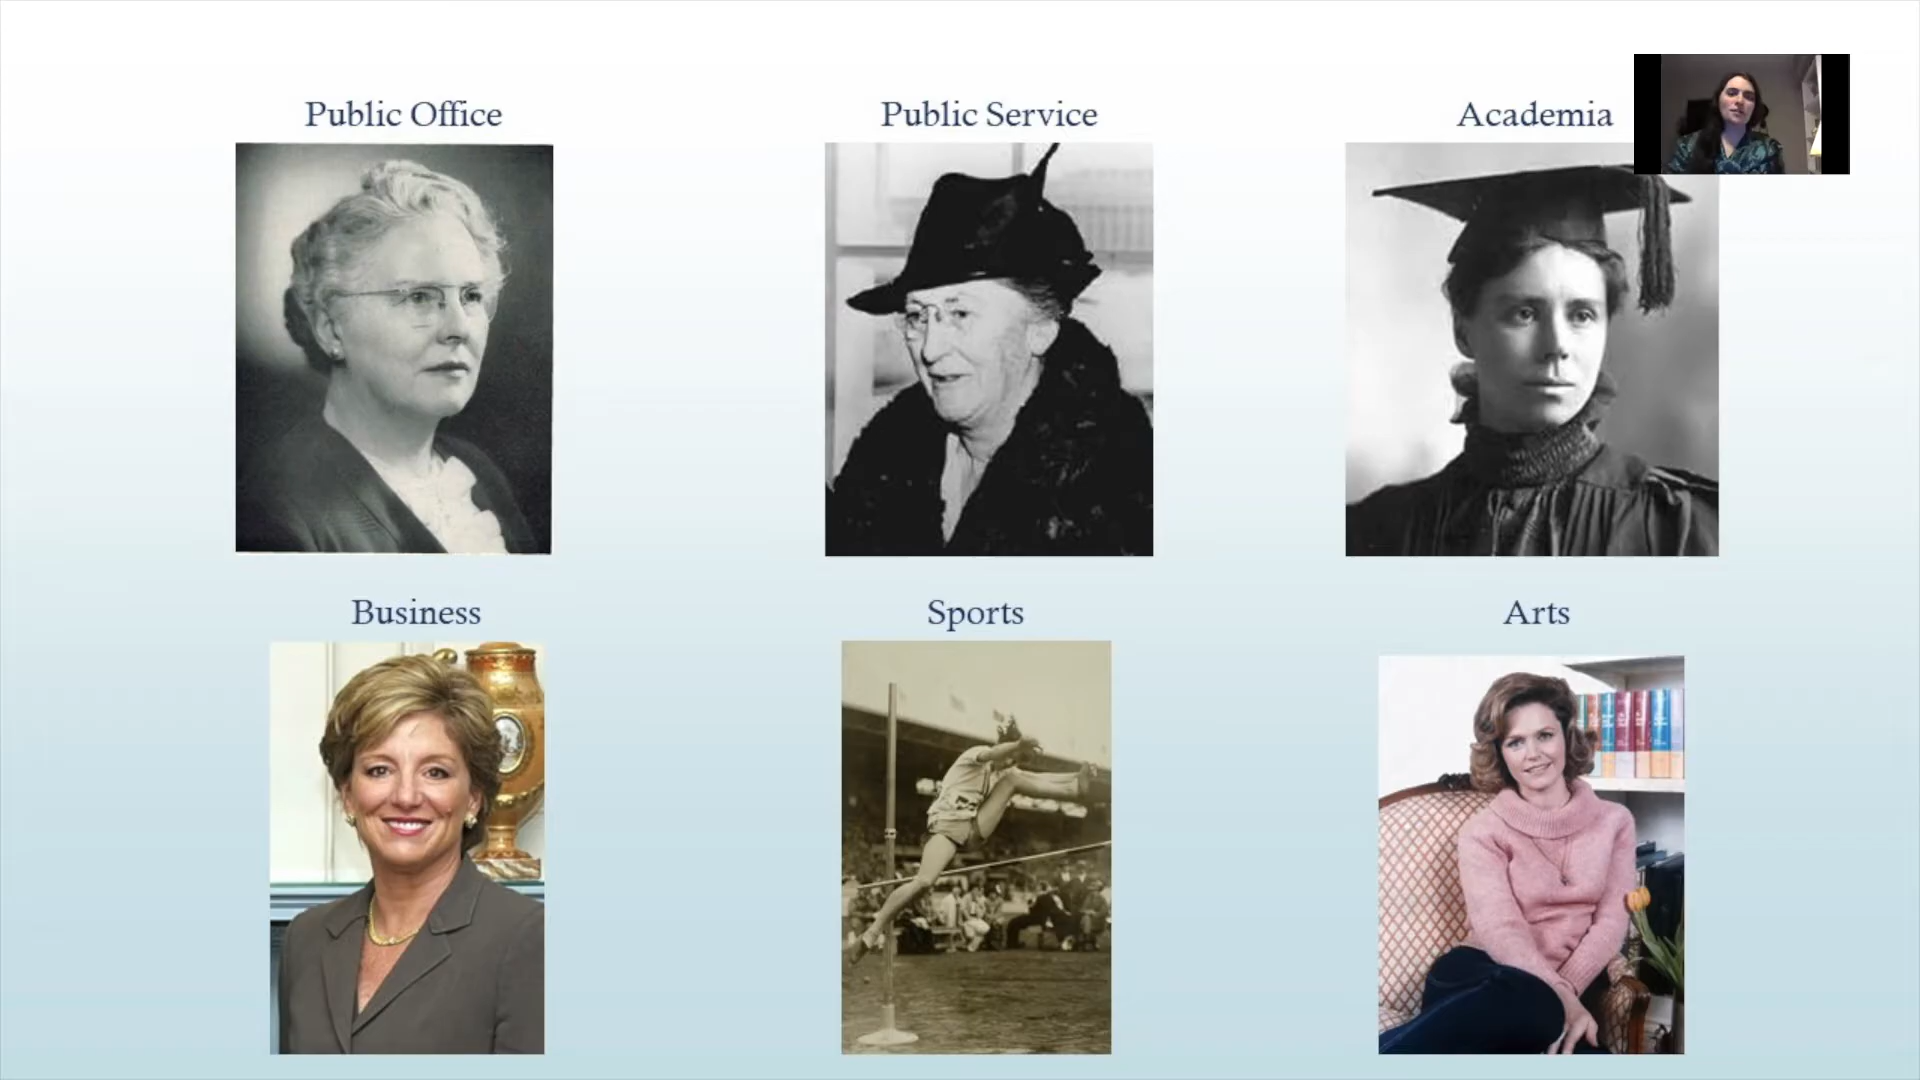 Public Office
Public Service
Academia
Business
Sports
Arts